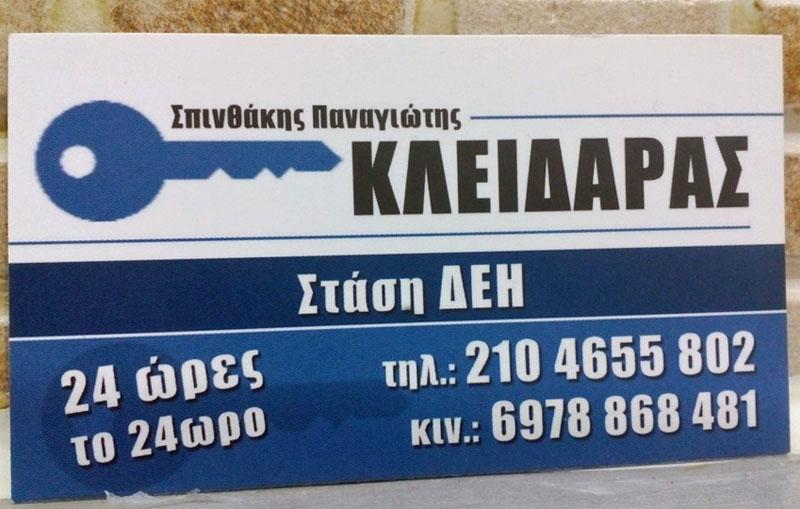 Σπινθάκης Παναγιώτης
ΚΛΕΙΔΑΡΑΣ
Στάση ΔΕΗ
24 ώρες
το 24ωρο
τηλ.: 210 4655 802
κιν.: 6978 868 481